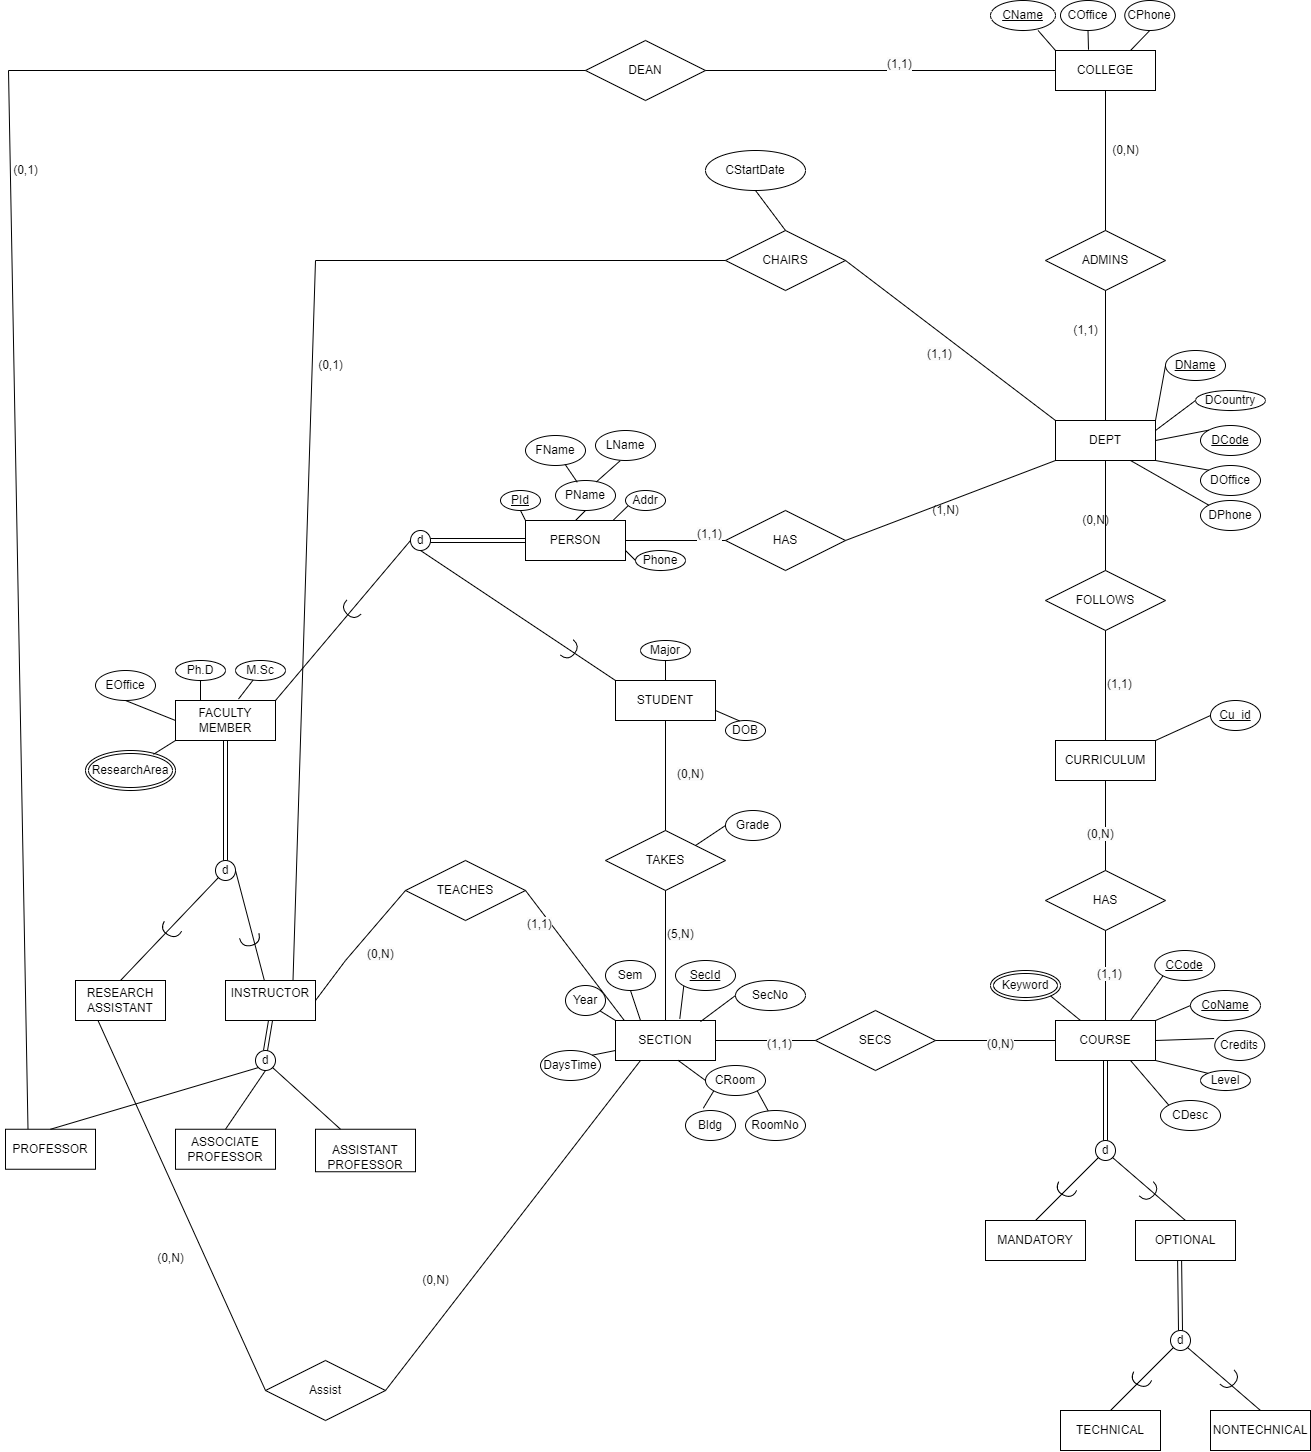 CName
COffice
CPhone
DEAN
(1,1)
COLLEGE
(0,1)
(0,N)
CStartDate
CHAIRS
ADMINS
(0,1)
(1,1)
(1,1)
DName
DCountry
DEPT
DCode
DOffice
DPhone
FName
LName
PId
PName
Addr
(1,N)
(0,N)
d
PERSON
(1,1)
HAS
Phone
FOLLOWS
Major
EOffice
Ph.D
M.Sc
(1,1)
STUDENT
FACULTY
MEMBER
DOB
Cu_id
CURRICULUM
ResearchArea
(0,N)
Grade
(0,N)
TAKES
d
TEACHES
HAS
(1,1)
(5,N)
(0,N)
Sem
SecId
(1,1)
CCode
Keyword
RESEARCH
ASSISTANT
INSTRUCTOR
Year
SecNo
CoName
SECTION
(1,1)
SECS
(0,N)
COURSE
Credits
d
DaysTime
CRoom
Level
Bldg
RoomNo
CDesc
PROFESSOR
ASSOCIATE
PROFESSOR
ASSISTANT
PROFESSOR
d
MANDATORY
OPTIONAL
(0,N)
(0,N)
d
Assist
TECHNICAL
NONTECHNICAL